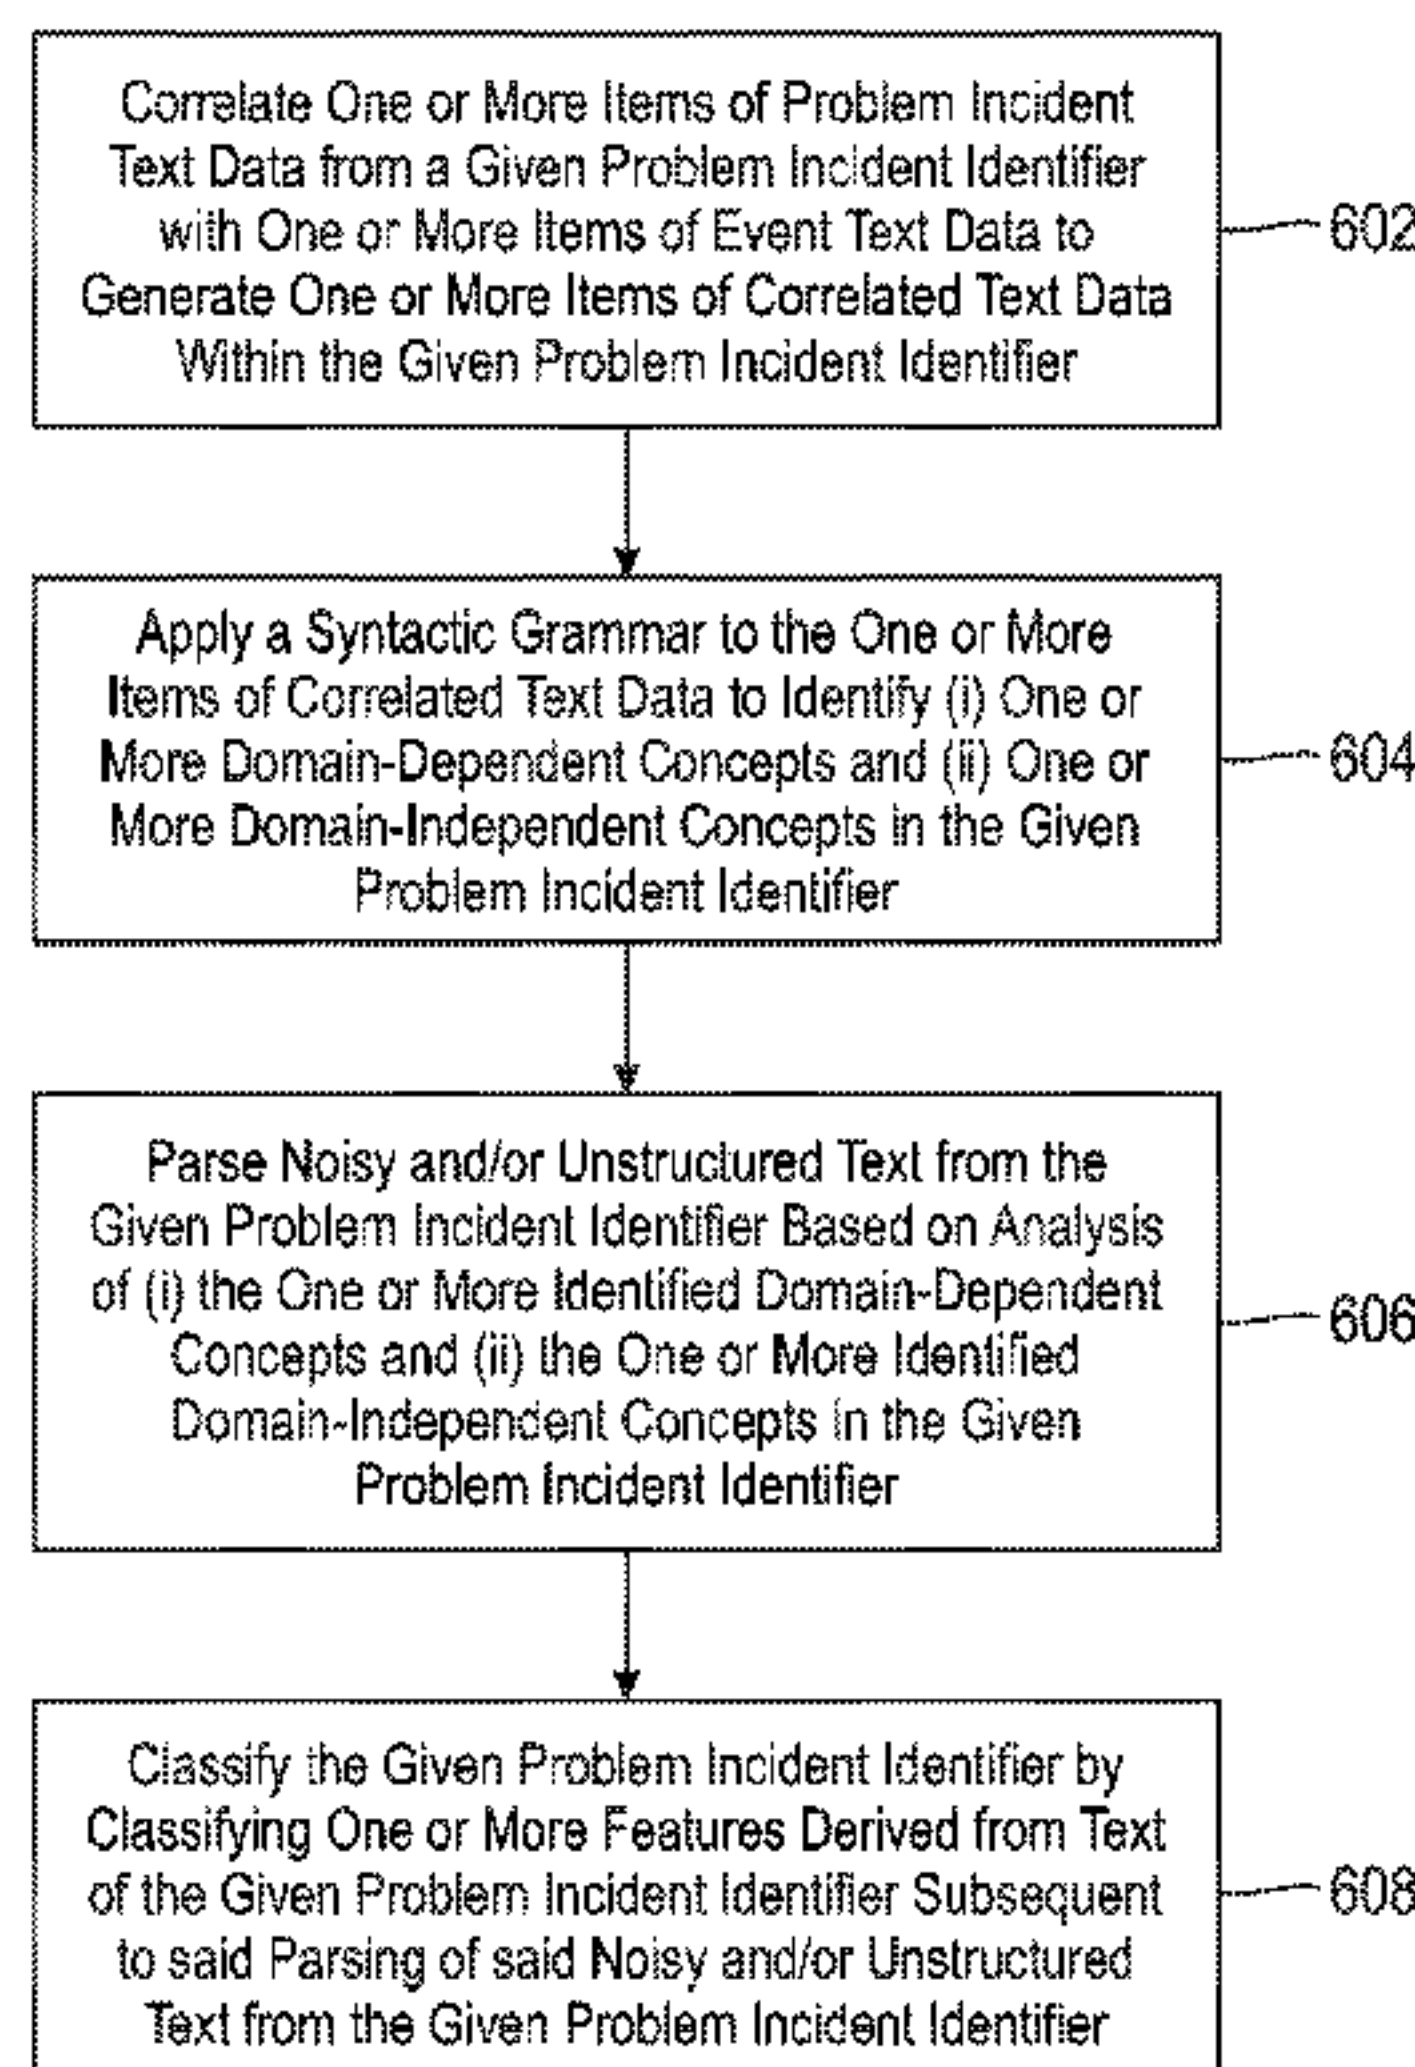 Correlate One or More Items of Problem Incident
Text Data from a Given Problem Incident Identifier
with One or More Items of Event Text Data to
Generate One or More Items of Correlated Text Data
Within the Given Problem Incident Identifier
602
Apply a Syntactic Grammar to the One or More
Items of Correlated Text Data to Identify (i) One or
More Domain-Dependent Concepts and (ii) One or
More Domain-Independent Concepts in the Given
Problem Incident Identifier
604
Parse Noisy and/or Unstructured Text from the
Given Problem Incident Identifier Based on Analysis
of (i) the One or More Identified Domain-Dependent
Concepts and (ii) the One or More Identified
Domain-Independent Concepts in the Given
Problem Incident Identifier
606
Classify the Given Problem Incident Identifier by
Classifying One or More Features Derived from Text
of the Given Problem Incident Identifier Subsequent
to said Parsing of said Noisy and/or Unstructured
Text from the Given Problem Incident Identifier
608